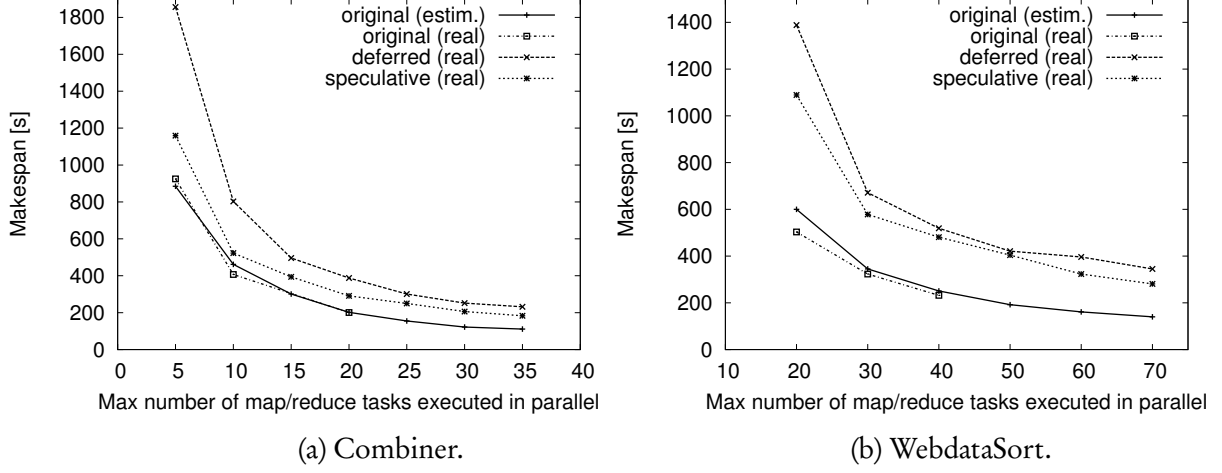 1800
1600
1400
1200
1000
800
600
400
200
0
Makespan [s]
original (estim.)
original (real)
deferred (real)
speculative (real)
0 5 10 15 20 25 30 35 40
Max number of map/reduce tasks executed in parallel
(a) Combiner.
1400
1200
1000
800
600
400
200
0
Makespan [s]
original (estim.)
original (real)
deferred (real)
speculative (real)
10 20 30 40 50 60 70
Max number of map/reduce tasks executed in parallel
(b) WebdataSort.